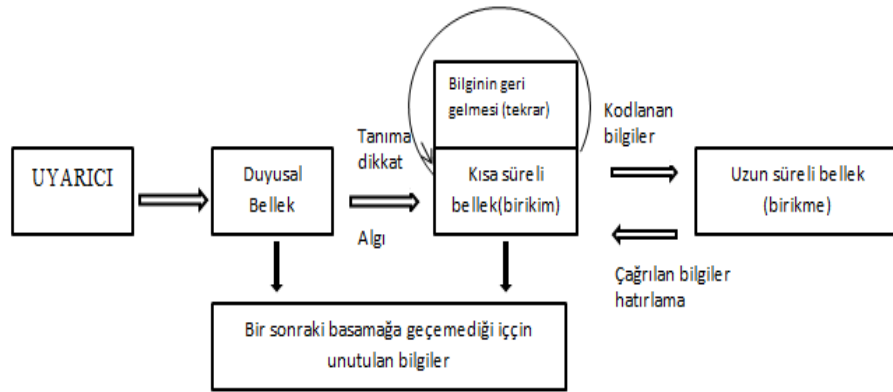 Bilginin geri
gelmesi (tekrar)
UYARICI
Duyusal
Bellek
Tanıma
dikkat
Algı
Kısa süreli
bellek(birikim)
Kodlanan
bilgiler
Uzun süreli bellek
(birikme)
Çağrılan bilgiler
hatırlama
Bir sonraki basamağa geçemediği iççin
unutulan bilgiler